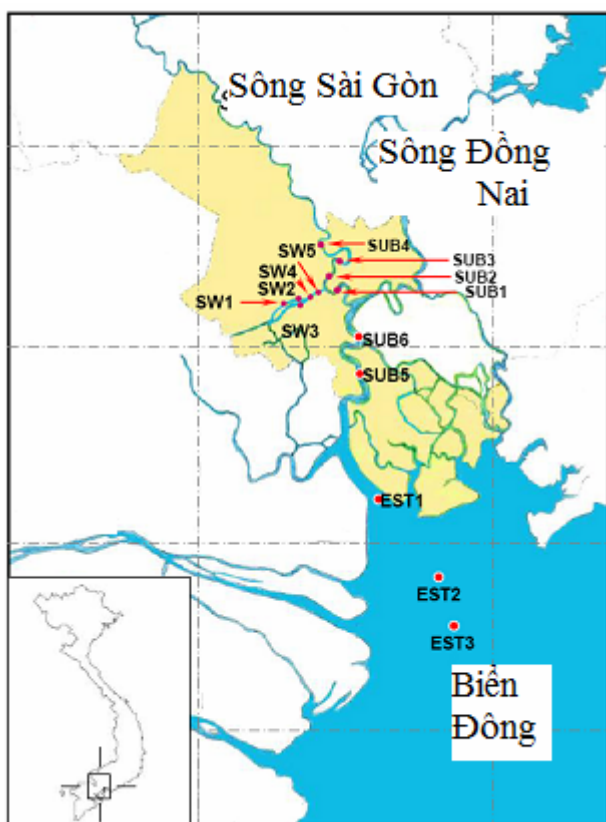 Sông Sài Gòn
Sông Đồng
Nai
SW5
SUB4
SW4
SUB3
SW2
SUB2
SW1
SUB1
SW3
SUB6
SUB5
EST1
EST2
EST3
Biển
Đông